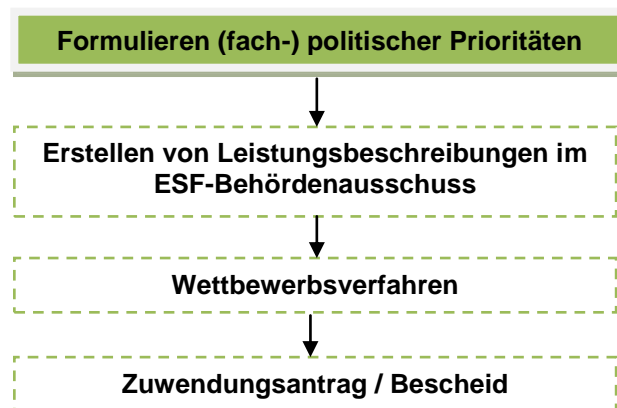 Formulieren (fach-) politischer Prioritäten
Erstellen von Leistungsbeschreibungen im
ESF-Behördenausschuss
Wettbewerbsverfahren
Zuwendungsantrag / Bescheid